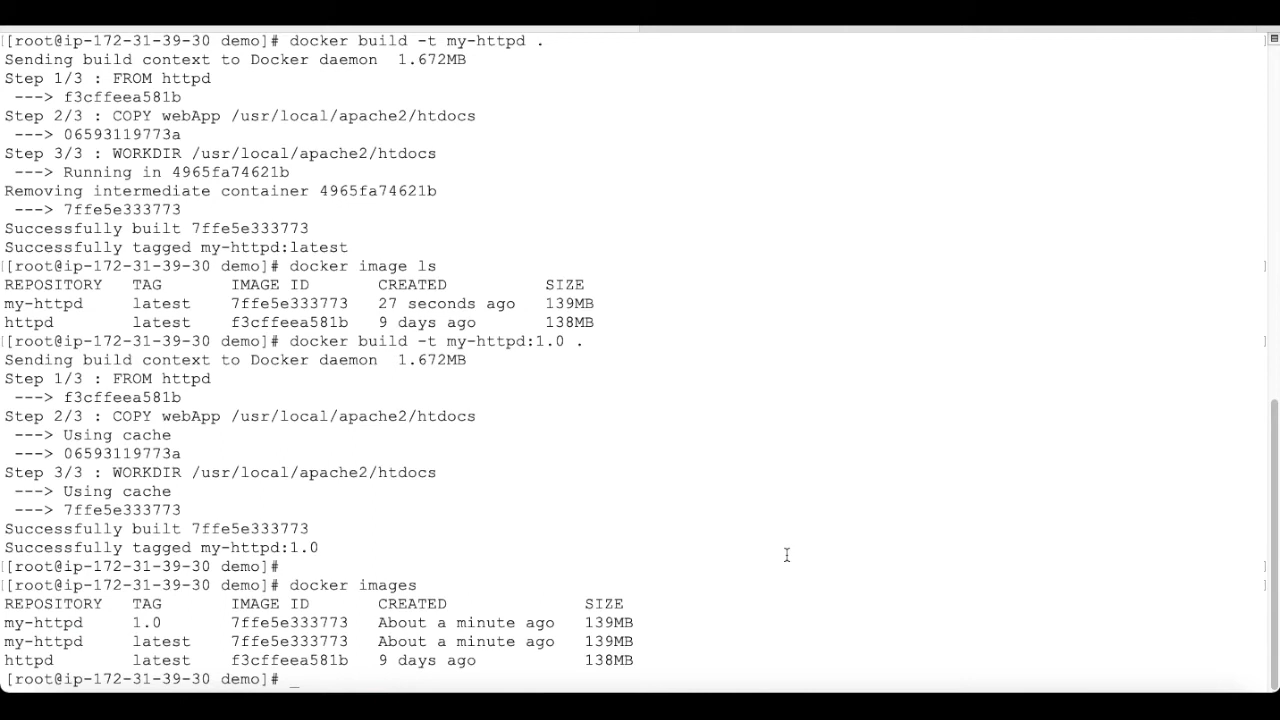 [root@ip-172-31-39-30 demo]# docker build -t my-httpd .
Sending build context to Docker daemon  1.672MB
Step 1/3 : FROM httpd
 ---> f3cffeea581b
Step 2/3 : COPY webApp /usr/local/apache2/htdocs
 ---> 06593119773a
Step 3/3 : WORKDIR /usr/local/apache2/htdocs
 ---> Running in 4965fa74621b
Removing intermediate container 4965fa74621b
 ---> 7ffe5e333773
Successfully built 7ffe5e333773
Successfully tagged my-httpd:latest
[root@ip-172-31-39-30 demo]# docker image ls
REPOSITORY   TAG       IMAGE ID       CREATED          SIZE
my-httpd     latest    7ffe5e333773   27 seconds ago   139MB
httpd        latest    f3cffeea581b   9 days ago       138MB
[root@ip-172-31-39-30 demo]# docker build -t my-httpd:1.0 .
Sending build context to Docker daemon  1.672MB
Step 1/3 : FROM httpd
 ---> f3cffeea581b
Step 2/3 : COPY webApp /usr/local/apache2/htdocs
 ---> Using cache
 ---> 06593119773a
Step 3/3 : WORKDIR /usr/local/apache2/htdocs
 ---> Using cache
 ---> 7ffe5e333773
Successfully built 7ffe5e333773
Successfully tagged my-httpd:1.0
[root@ip-172-31-39-30 demo]#
[root@ip-172-31-39-30 demo]# docker images
REPOSITORY   TAG       IMAGE ID       CREATED              SIZE
my-httpd     1.0       7ffe5e333773   About a minute ago   139MB
my-httpd     latest    7ffe5e333773   About a minute ago   139MB
httpd        latest    f3cffeea581b   9 days ago           138MB
[root@ip-172-31-39-30 demo]# _